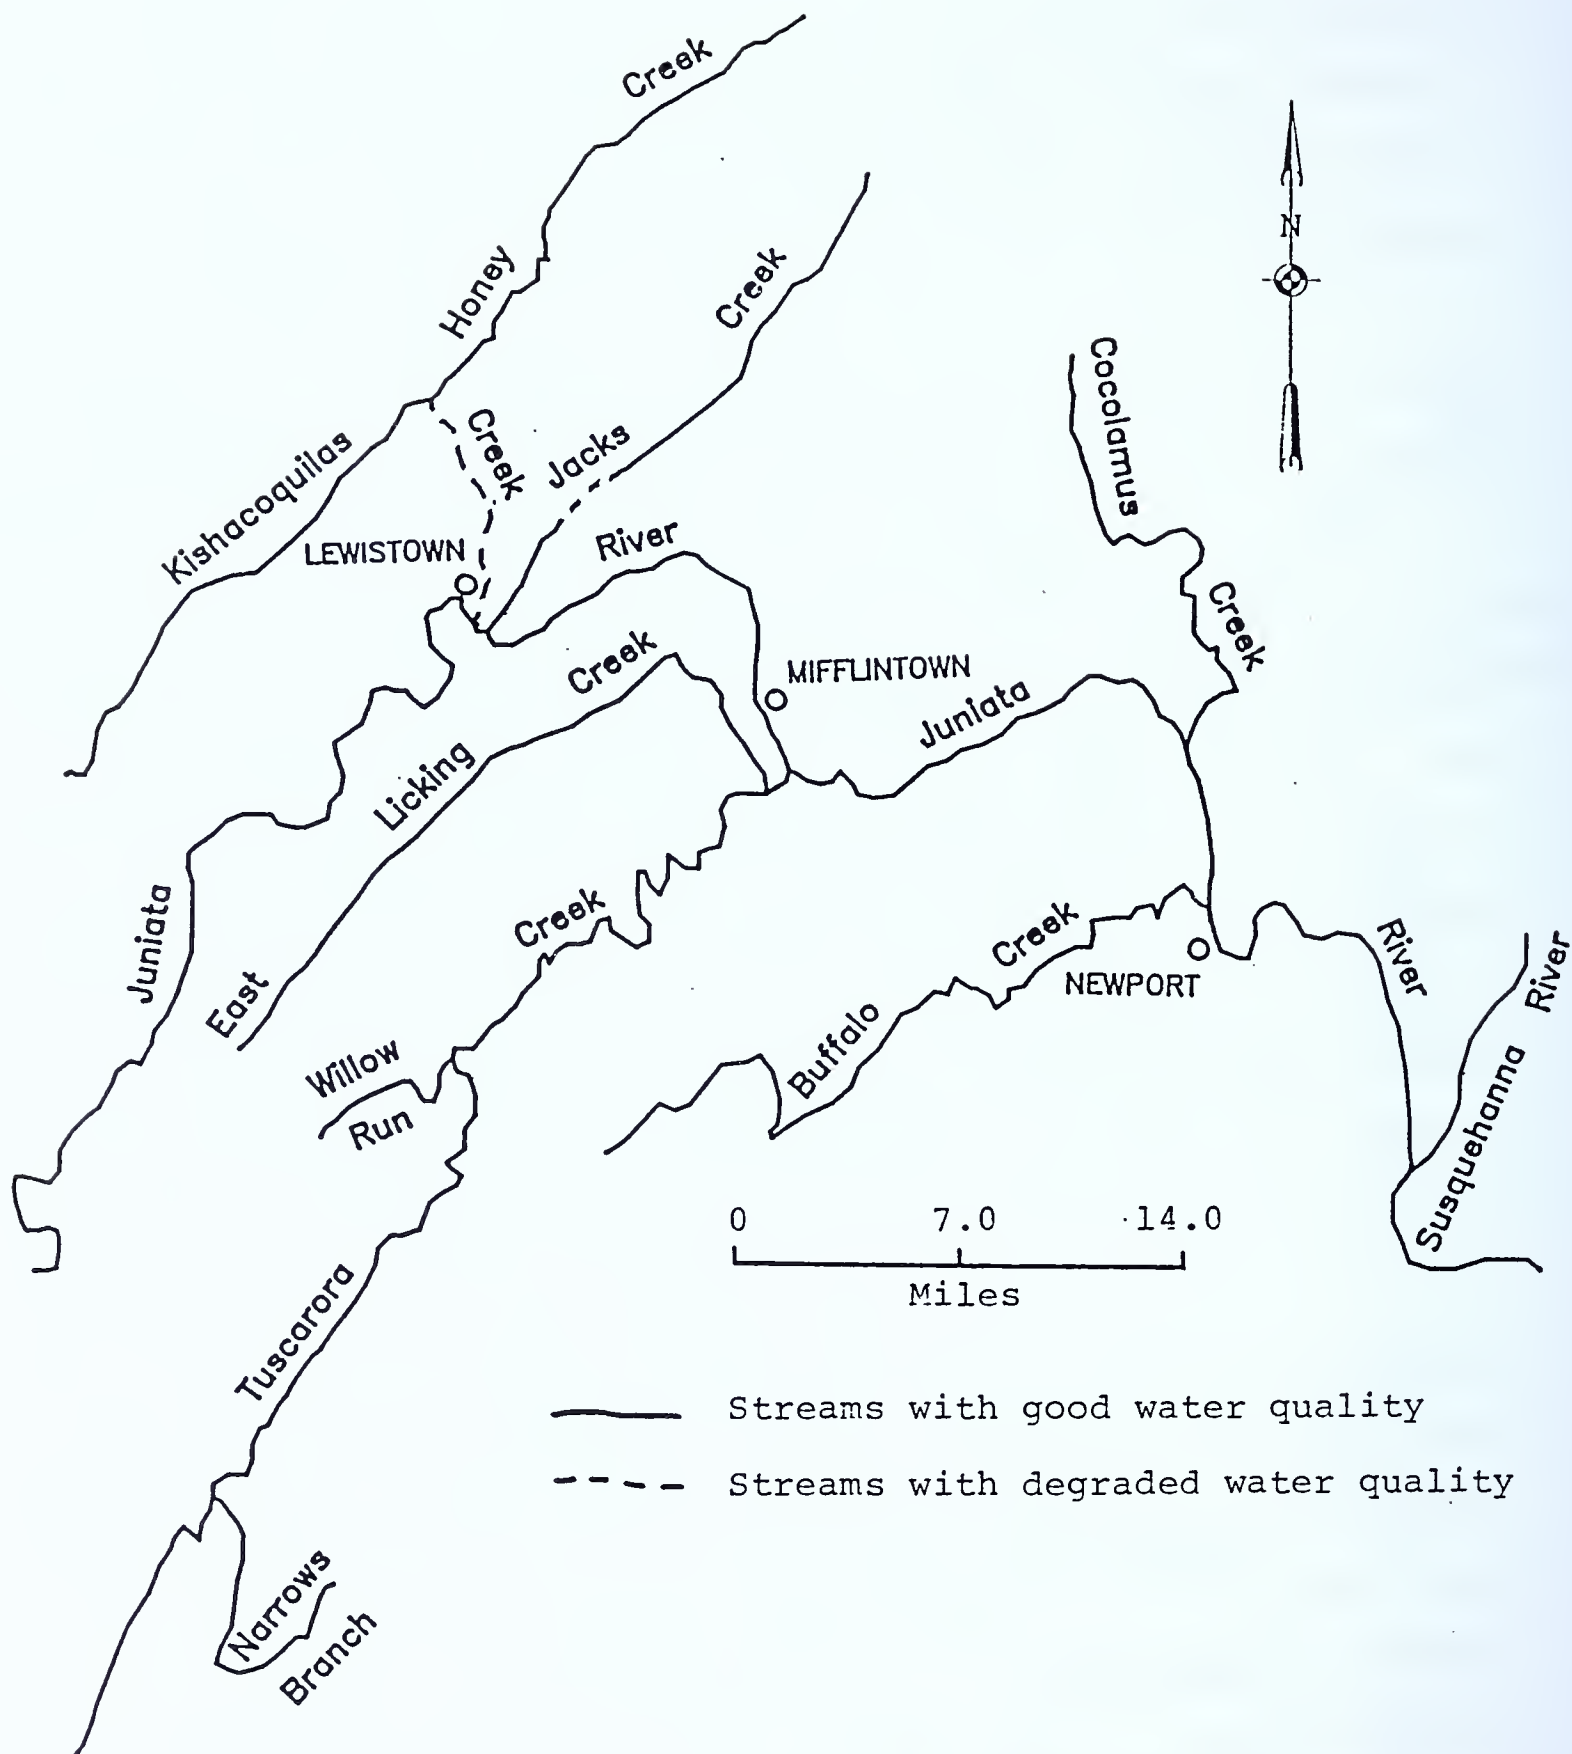 Creek
Honey
Creek
N
Cocolamus
Creek
Jacks
Kishacoquilas
LEWISTOWN
River
Creek
Creek
MIFFLINTOWN
Juniata
Licking
Juniata
East
Creek
Creek
NEWPORT
River
River
Willow
Run
Buffalo
Susquehanna
0 7.0 14.0
Miles
Tuscarora
Streams with good water quality
Streams with degraded water quality
Narrows
Branch